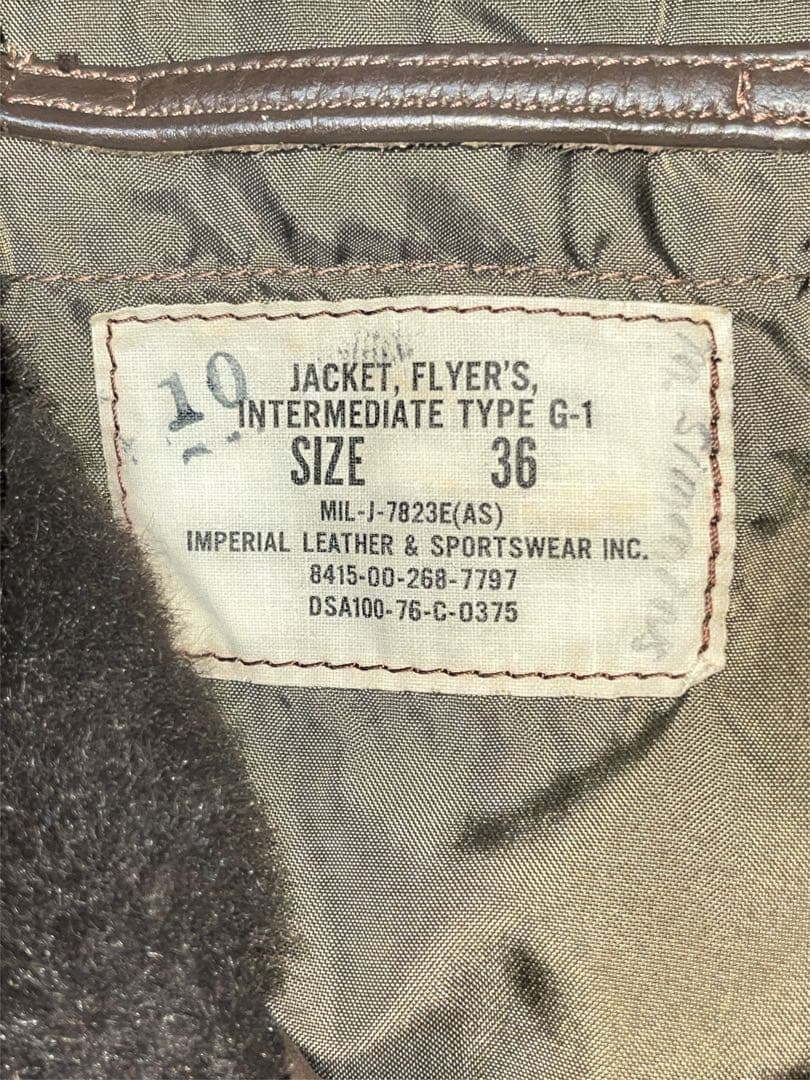 10
JACKET, FLYER'S,
INTERMEDIATE TYPE G-1
SIZE 36
MIL-J-7823E(AS)
IMPERIAL LEATHER & SPORTSWEAR INC.
8415-00-268-7797
DSA100-76-C-0375